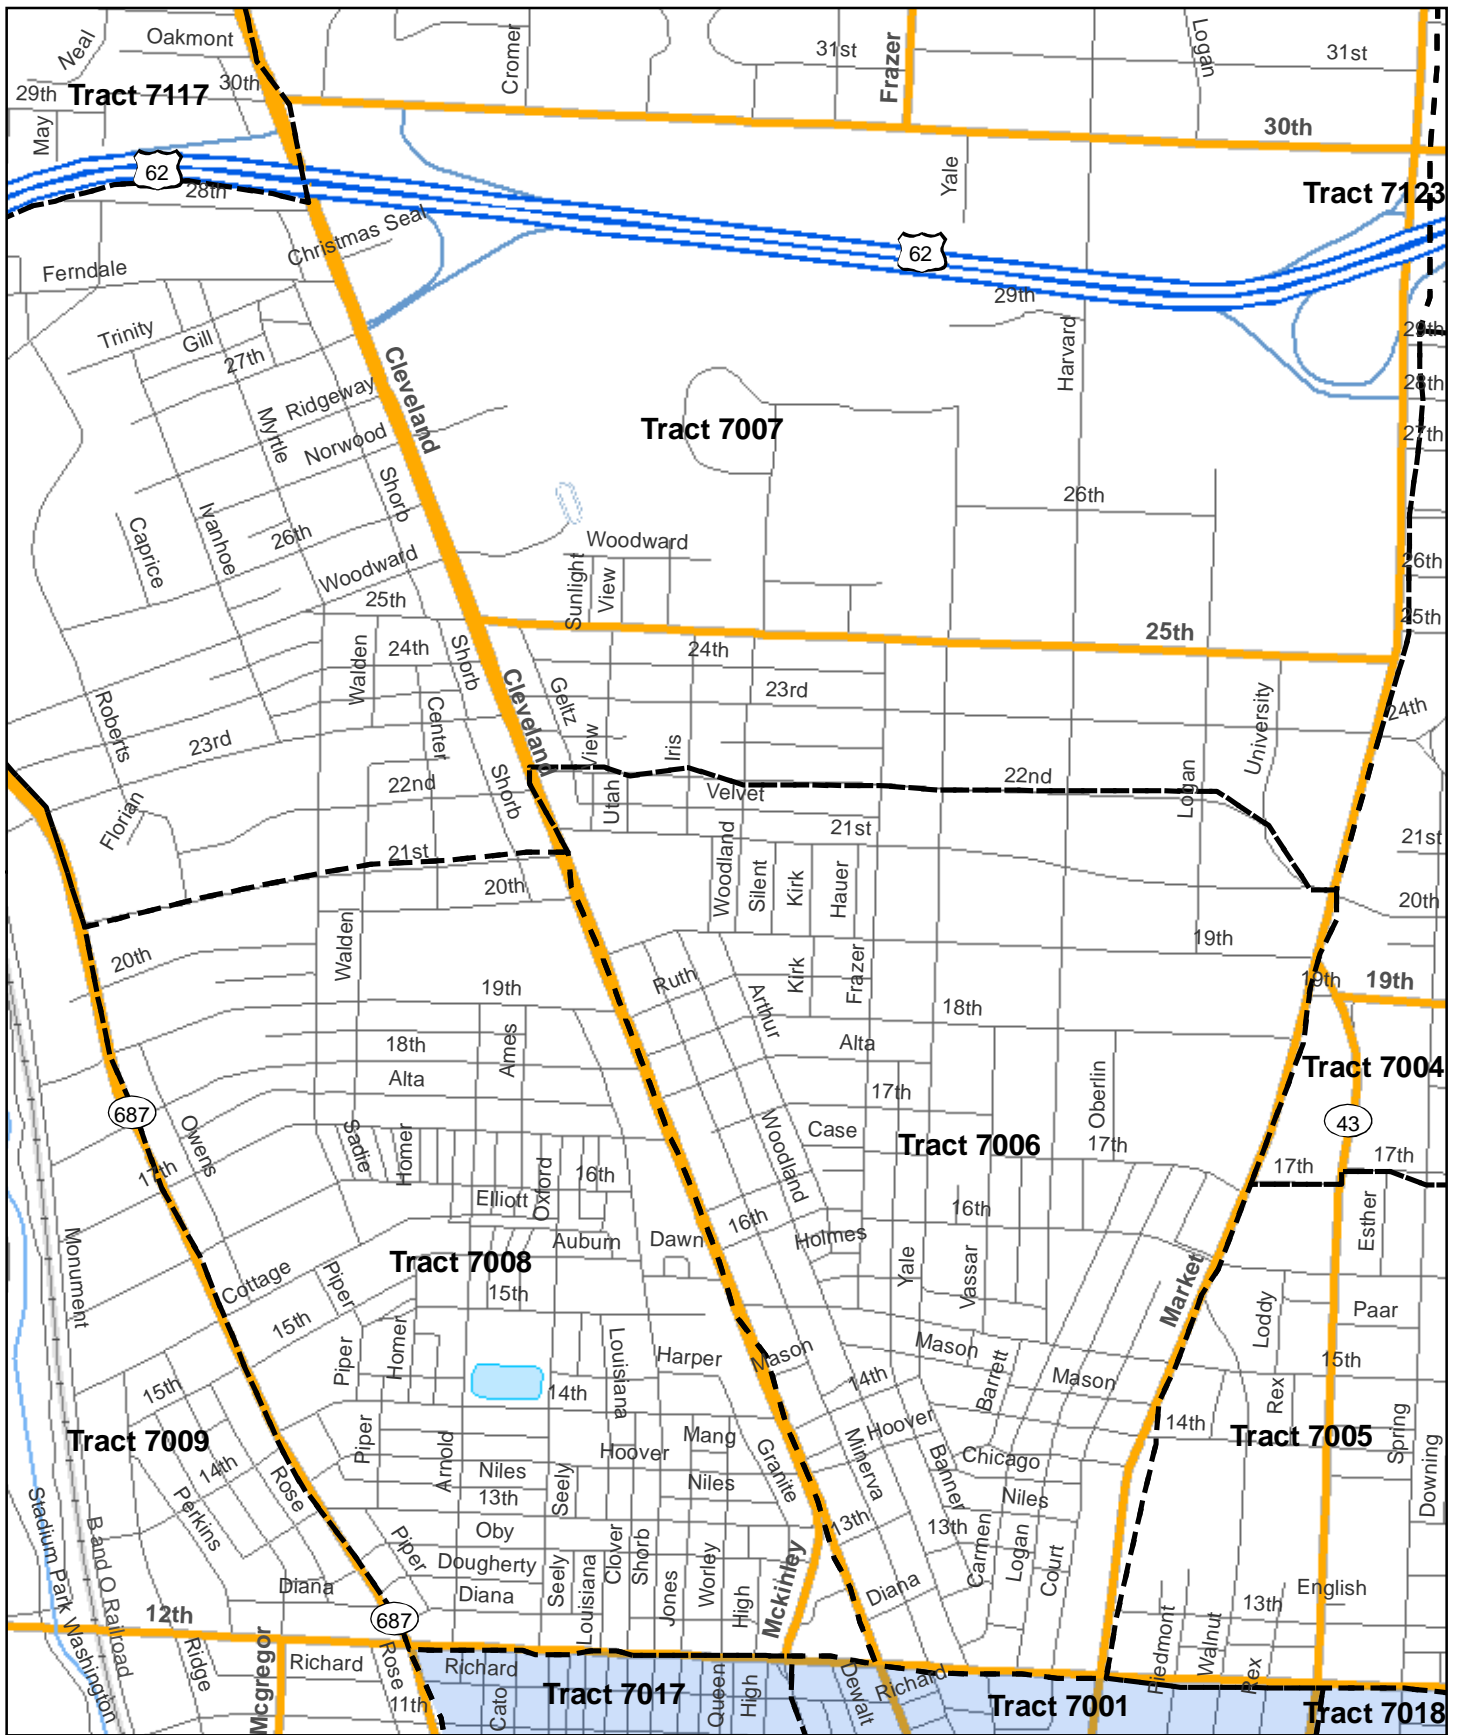 Neal
Oakmont
Cromer
31st
Frazer
Logan
31st
29th
Tract 7117
30th
May
30th
62
28th
Yale
Tract 7123
Christmas Seal
62
Ferndale
29th
Trinity
Gill
27th
Cleveland
Harvard
29th
28th
Ridgeway
Myrtle
Norwood
Tract 7007
27th
Shorb
26th
Caprice
Ivanhoe
26th
Woodward
Woodward
Sunlight
View
26th
25th
25th
25th
Walden
24th
Shorb
24th
Cleveland
Geltz
23rd
University
24th
Roberts
Center
23rd
View
Iris
22nd
22nd
Shorb
Utah
Velvet
Logan
Florian
21st
21st
21st
20th
Woodland
Silent
Kirk
Hauer
20th
Walden
20th
19th
Ruth
Kirk
Frazer
19th
19th
19th
Arthur
18th
18th
Ames
Alta
Tract 7004
Alta
17th
Oberlin
687
43
Owens
Sadie
Homer
Woodland
Case
Tract 7006
17th
17th
17th
17th
16th
Elliott
Oxford
16th
16th
Esther
Monument
Auburn
Dawn
Holmes
Tract 7008
Yale
Vassar
Cottage
Piper
15th
Market
15th
Loddy
Paar
Piper
Homer
Louisiana
Harper
Mason
Mason
15th
15th
14th
14th
Barrett
Mason
Rex
Tract 7009
Piper
Mang
Hoover
14th
Tract 7005
Spring
14th
Arnold
Hoover
Granite
Minerva
Chicago
Niles
Niles
Banner
Niles
Downing
Rose
13th
Seely
Perkins
Stadium Park
B and O Railroad
Oby
13th
13th
Piper
Clover
Shorb
Carmen
Logan
Court
Dougherty
Mckinley
Diana
Diana
Seely
Louisiana
Jones
Worley
High
Diana
English
12th
687
13th
Washington
Ridge
Mcgregor
Richard
Rose
Richard
Piedmont
Walnut
Rex
11th
Cato
Tract 7017
Queen
High
Dewalt
Richard
Tract 7001
Tract 7018